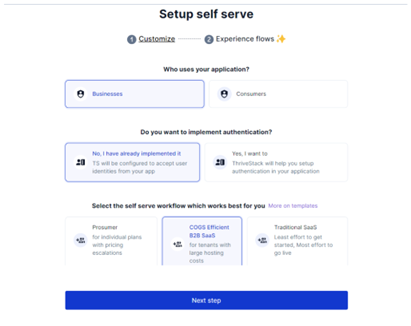 Setup self serve
1 Customize 2 Experience flows ✨
Who uses your application?
Businesses
Consumers
Do you want to implement authentication?
No, I have already implemented it
TS will be configured to accept user
identities from your app
Yes, I want to
ThriveStack will help you setup
authentication in your application
Select the self serve workflow which works best for you More on templates
Prosumer
for individual plans
with pricing
escalations
COGS Efficient
B2B SaaS
for tenants with
large hosting
costs
Traditional SaaS
Least effort to get
started, Most effort to
go live
Next step